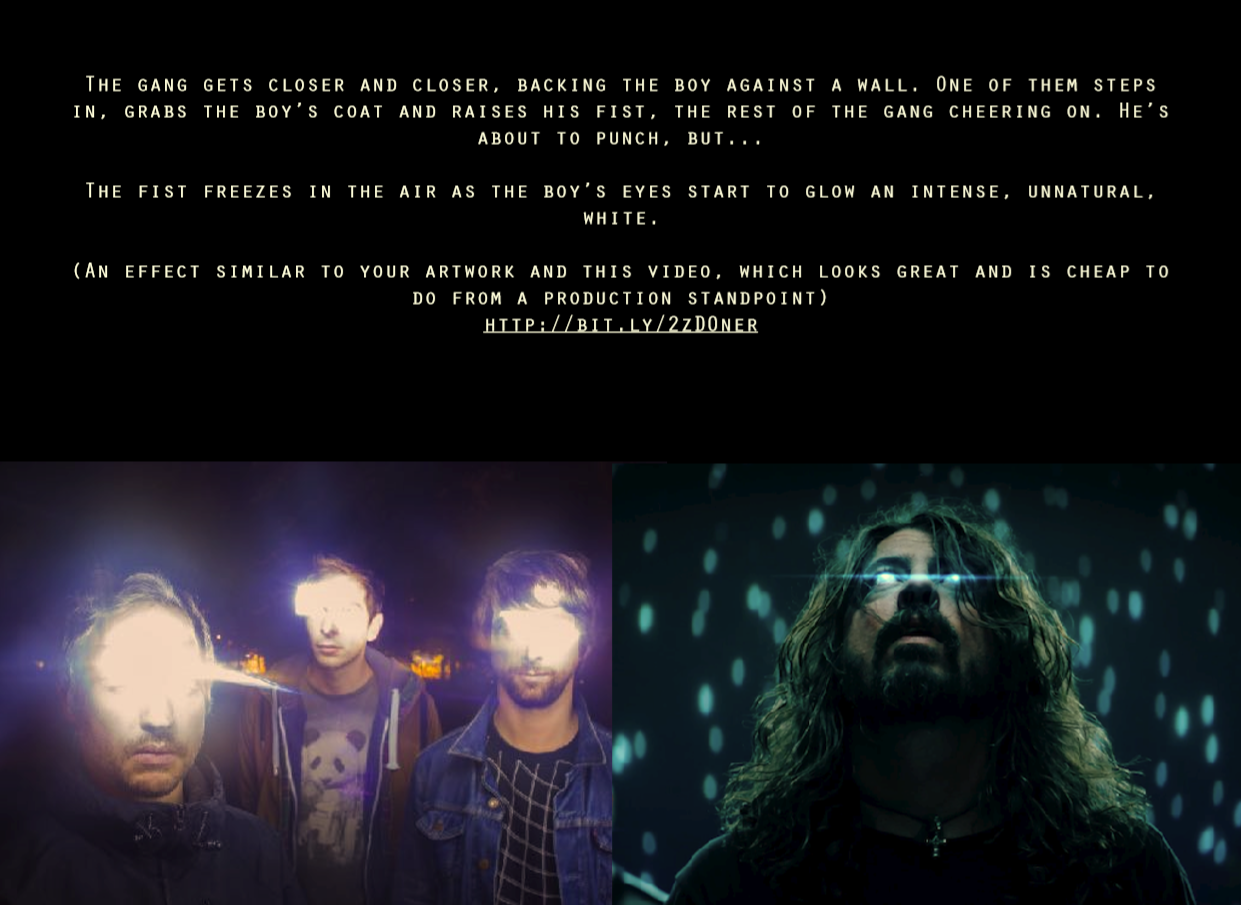 The gang gets closer and closer, backing the boy against a wall. One of them steps
in, grabs the boy's coat and raises his fist, the rest of the gang cheering on. He's
about to punch, but...
The fist freezes in the air as the boy's eyes start to glow an intense, unnatural,
white.
(An effect similar to your artwork and this video, which looks great and is cheap to
do from a production standpoint)
http://bit.ly/2zD0ner